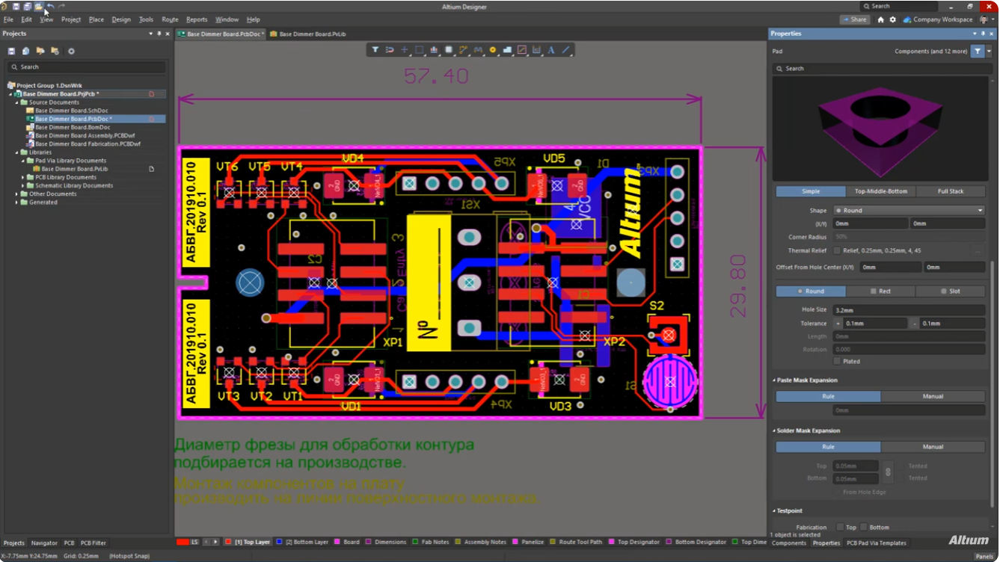 Altium Designer
Search
File Edit View Project Place Design Tools Route Reports Window Help
Share
Company Workspace
Projects
Base Dimmer Board.PcbDoc *
Base Dimmer Board.PvLib
Search
Project Group 1.DsnWrk
Base Dimmer Board.PrjPcb *
Source Documents
Base Dimmer Board.SchDoc
Base Dimmer Board.PcbDoc *
Base Dimmer Board.BomDoc
Base Dimmer Board Assembly.PCBDwf
Base Dimmer Board Fabrication.PCBDwf
Libraries
Pad Via Library Documents
Base Dimmer Board.PvLib
PCB Library Documents
Schematic Library Documents
Other Documents
Generated
57.40
29.80
АБВГ.201910.010
Rev 0.1
АБВГ.201910.010
Rev 0.1
VT6 VT5 VT4
VD4
XP5
VD5
D1
XP3
XS1
VCC
Altium
C2
3
2
1
Nº
XP1
XP2
S2
S1
VT3 VT2 VT1
VD1
XP4
VD3
GND
GND
GND
GND
Диаметр фрезы для обработки контура
подбирается на производстве.
Монтаж компонентов на плату
производить на линии поверхностного монтажа.
Properties
Pad
Components (and 12 more)
Search
Simple Top-Middle-Bottom Full Stack
Shape Round
(X/Y) 0mm 0mm
Corner Radius 50%
Thermal Relief Relief, 0.25mm, 0.25mm, 4, 45
Offset From Hole Center (X/Y) 0mm 0mm
Round Rect Slot
Hole Size 3.2mm
Tolerance + 0.1mm - 0.1mm
Length 0mm
Rotation 0.000
Plated
Paste Mask Expansion
Rule Manual
0mm
Solder Mask Expansion
Rule Manual
Top 0.05mm Tented
Bottom 0.05mm Tented
From Hole Edge
Testpoint
Fabrication Top Bottom
1 object is selected
Projects Navigator PCB PCB Filter
LS [1] Top Layer [2] Bottom Layer Board Dimensions Fab Notes Assembly Notes Panelize Route Tool Path Top Designator Bottom Designator Top Dime
Components Properties PCB Pad Via Templates
Altium
X:-7.75mm Y:24.75mm Grid: 0.25mm (Hotspot Snap)
Panels